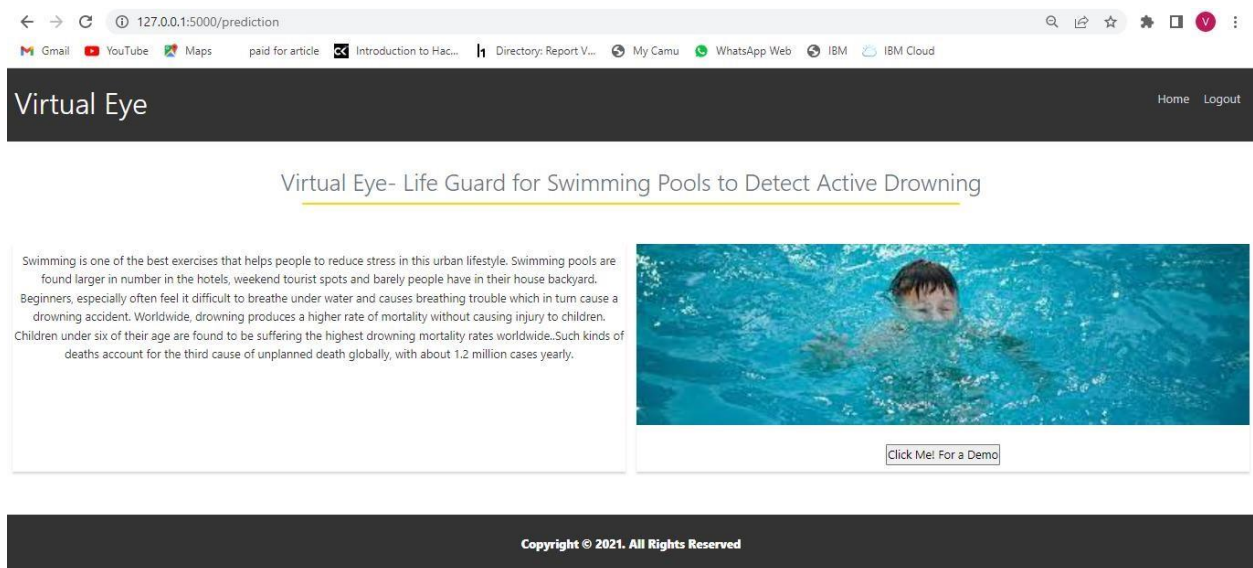 127.0.0.1:5000/prediction
Gmail YouTube Maps paid for article CK Introduction to Hac... h1 Directory: Report V... My Camu WhatsApp Web IBM IBM Cloud
V
Virtual Eye
Home Logout
Virtual Eye- Life Guard for Swimming Pools to Detect Active Drowning
Swimming is one of the best exercises that helps people to reduce stress in this urban lifestyle. Swimming pools are
found larger in number in the hotels, weekend tourist spots and barely people have in their house backyard.
Beginners, especially often feel it difficult to breathe under water and causes breathing trouble which in turn cause a
drowning accident. Worldwide, drowning produces a higher rate of mortality without causing injury to children.
Children under six of their age are found to be suffering the highest drowning mortality rates worldwide..Such kinds of
deaths account for the third cause of unplanned death globally, with about 1.2 million cases yearly.
Click Me! For a Demo
Copyright © 2021. All Rights Reserved